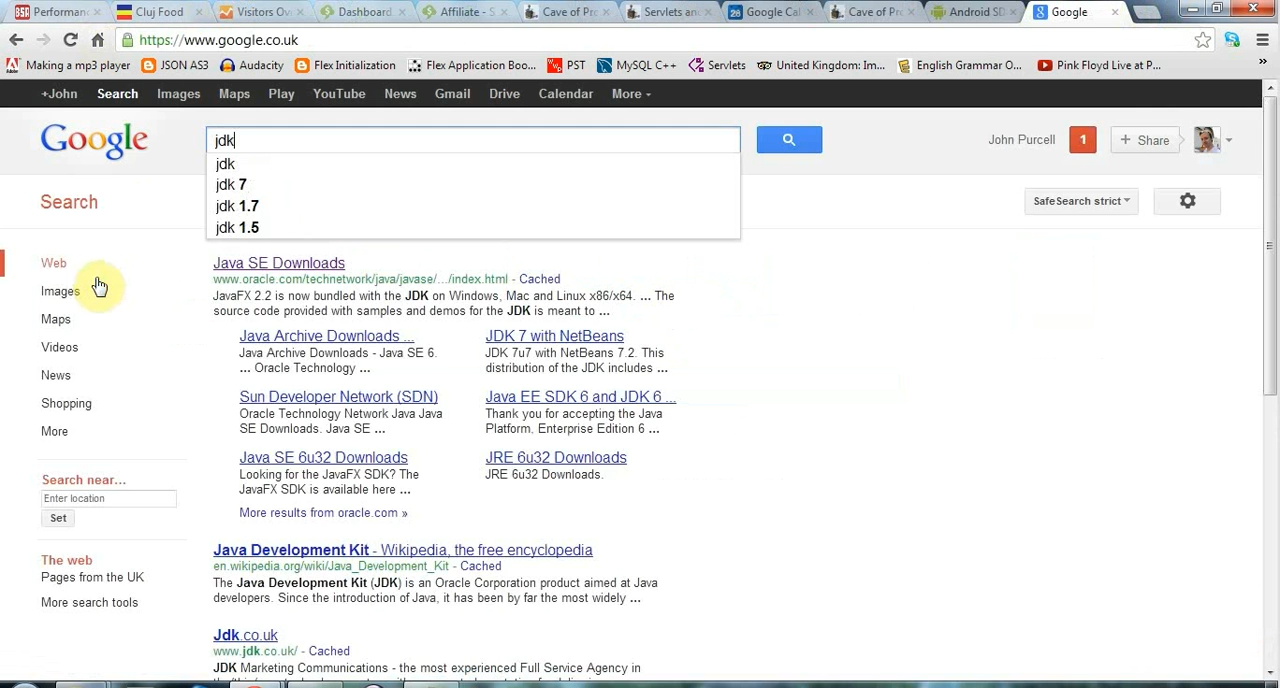 Performanc
Cluj Food
Visitors Ov
Dashboard
Affiliate - S
Cave of Pro
Servlets and
28
Google Cal
Cave of Pro
Android SD
Google
https://www.google.co.uk
Making a mp3 player
JSON AS3
Audacity
Flex Initialization
Flex Application Boo...
PST
MySQL C++
Servlets
United Kingdom: Im...
English Grammar O...
Pink Floyd Live at P...
»
+John
Search
Images
Maps
Play
YouTube
News
Gmail
Drive
Calendar
More
Google
jdk
John Purcell
1
+ Share
jdk
jdk 7
jdk 1.7
jdk 1.5
Search
SafeSearch strict
Web
Images
Maps
Videos
News
Shopping
More
Search near...
Enter location
Set
The web
Pages from the UK
More search tools
Java SE Downloads
www.oracle.com/technetwork/java/javase/.../index.html - Cached
JavaFX 2.2 is now bundled with the JDK on Windows, Mac and Linux x86/x64. ... The
source code provided with samples and demos for the JDK is meant to ...
Java Archive Downloads ...
Java Archive Downloads - Java SE 6.
... Oracle Technology ...
JDK 7 with NetBeans
JDK 7u7 with NetBeans 7.2. This
distribution of the JDK includes ...
Sun Developer Network (SDN)
Oracle Technology Network Java Java
SE Downloads. Java SE ...
Java EE SDK 6 and JDK 6 ...
Thank you for accepting the Java
Platform, Enterprise Edition 6 ...
Java SE 6u32 Downloads
Looking for the JavaFX SDK? The
JavaFX SDK is available here ...
JRE 6u32 Downloads
JRE 6u32 Downloads.
More results from oracle.com »
Java Development Kit - Wikipedia, the free encyclopedia
en.wikipedia.org/wiki/Java_Development_Kit - Cached
The Java Development Kit (JDK) is an Oracle Corporation product aimed at Java
developers. Since the introduction of Java, it has been by far the most widely ...
Jdk.co.uk
www.jdk.co.uk/ - Cached
JDK Marketing Communications - the most experienced Full Service Agency in